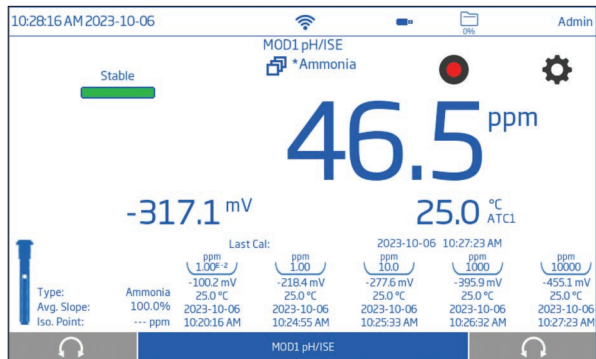 10:28:16 AM 2023-10-06 0% Admin
MOD1 pH/ISE
Stable *Ammonia
46.5 ppm
-317.1 mV 25.0 °C ATC1
Last Cal: 2023-10-06 10:27:23 AM
ppm ppm ppm ppm ppm
1.00E-2 1.00 10.0 1000 10000
-100.2 mV -218.4 mV -277.6 mV -395.9 mV -455.1 mV
Type: Ammonia 25.0 °C 25.0 °C 25.0 °C 25.0 °C 25.0 °C
Avg. Slope: 100.0% 2023-10-06 2023-10-06 2023-10-06 2023-10-06 2023-10-06
Iso. Point: --- ppm 10:20:16 AM 10:24:55 AM 10:25:33 AM 10:26:32 AM 10:27:23 AM
MOD1 pH/ISE